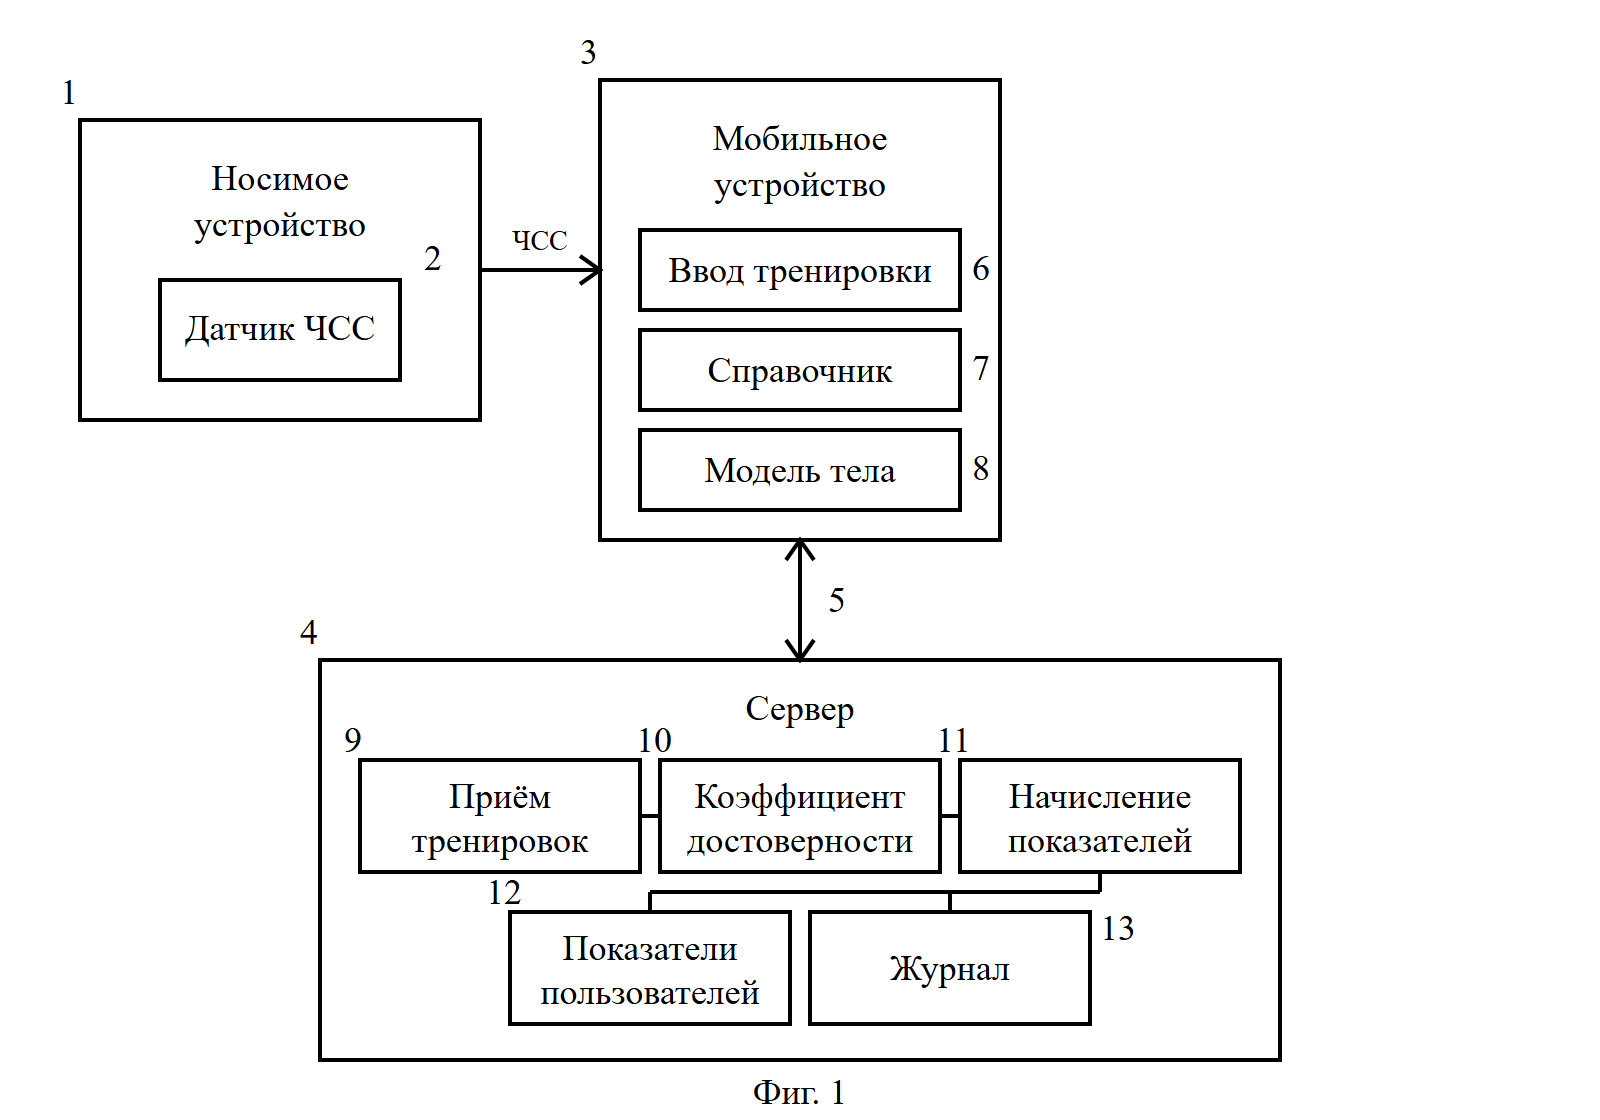 1
Носимое
устройство
2
Датчик ЧСС
ЧСС
3
Мобильное
устройство
Ввод тренировки
6
Справочник
7
Модель тела
8
5
4
Сервер
9
Приём
тренировок
10
Коэффициент
достоверности
11
Начисление
показателей
12
Показатели
пользователей
Журнал
13
Фиг. 1